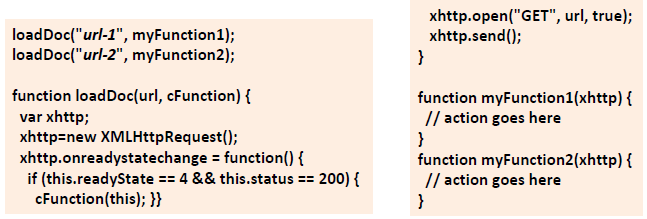 loadDoc("url-1", myFunction1);
loadDoc("url-2", myFunction2);
function loadDoc(url, cFunction) {
var xhttp;
xhttp=new XMLHttpRequest();
xhttp.onreadystatechange = function() {
if (this.readyState == 4 && this.status == 200) {
cFunction(this); }}
xhttp.open("GET", url, true);
xhttp.send();
}
function myFunction1(xhttp) {
// action goes here
}
function myFunction2(xhttp) {
// action goes here
}